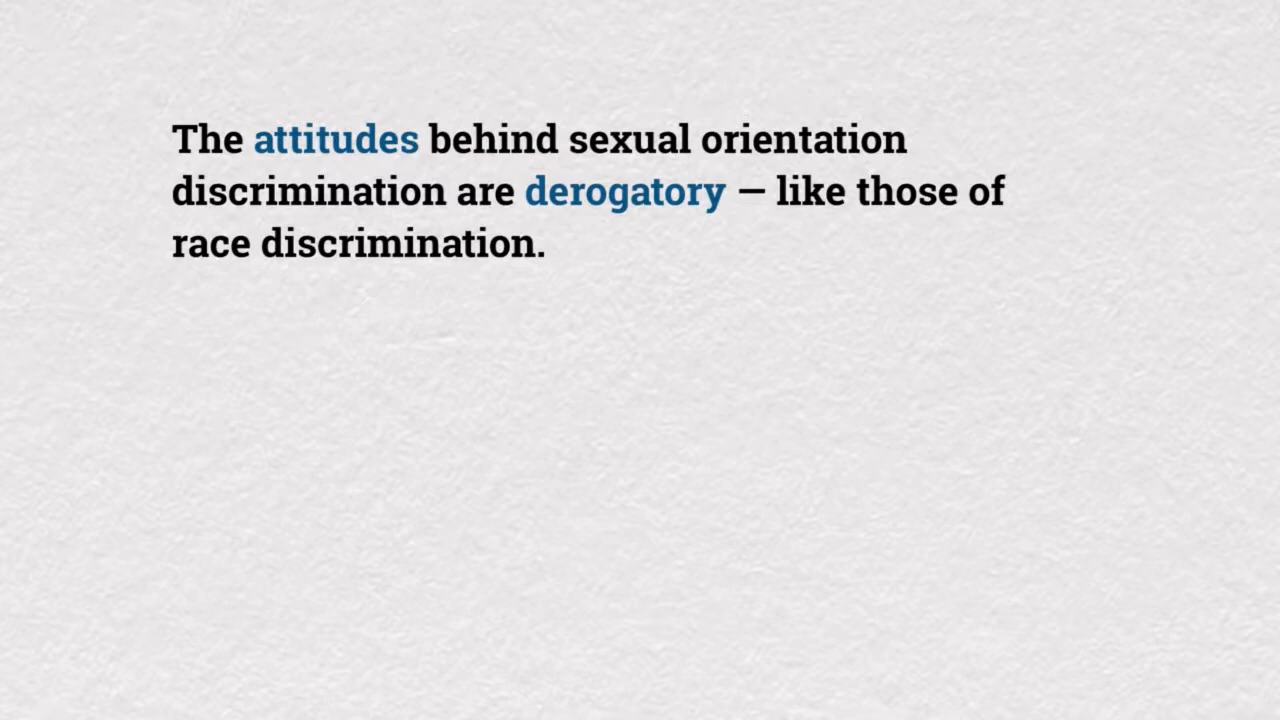 The attitudes behind sexual orientation
discrimination are derogatory — like those of
race discrimination.